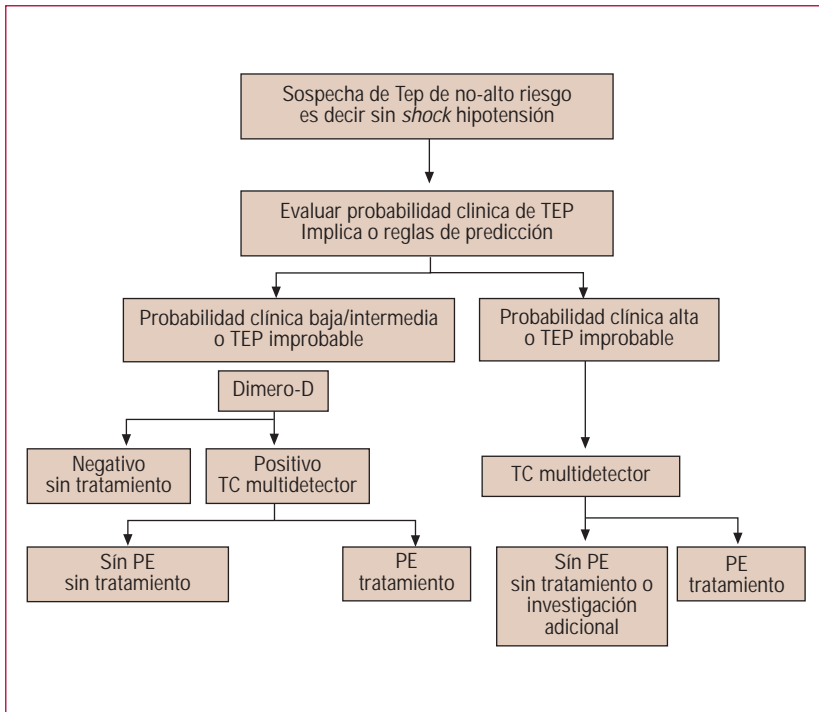 Sospecha de Tep de no-alto riesgo
es decir sin shock hipotensión
Evaluar probabilidad clinica de TEP
Implica o reglas de predicción
Probabilidad clínica baja/intermedia
o TEP improbable
Probabilidad clínica alta
o TEP improbable
Dimero-D
Negativo
sin tratamiento
Positivo
TC multidetector
TC multidetector
Sín PE
sin tratamiento
PE
tratamiento
Sín PE
sin tratamiento o
investigación
adicional
PE
tratamiento